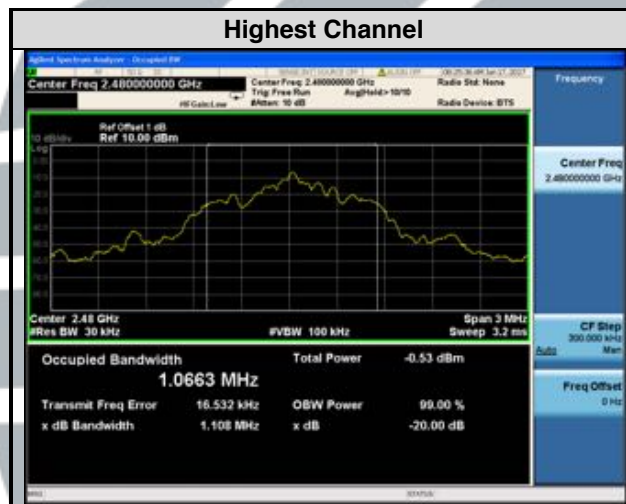 Highest Channel
Agilent Spectrum Analyzer - Occupied BW
Center Freq 2.480000000 GHz
Center Freq: 2.480000000 GHz
Radio Std: None
Trig: Free Run
Avg|Hold:>10/10
#IFGain:Low
#Atten: 10 dB
Radio Device: BTS
Frequency
Ref Offset 1 dB
10 dB/div
Ref 10.00 dBm
Log
Center Freq
2.480000000 GHz
Center 2.48 GHz
Span 3 MHz
#Res BW 30 kHz
#VBW 100 kHz
Sweep 3.2 ms
CF Step
300.000 kHz
Auto Man
Occupied Bandwidth
Total Power
-0.53 dBm
1.0663 MHz
Transmit Freq Error
16.532 kHz
OBW Power
99.00 %
x dB Bandwidth
1.108 MHz
x dB
-20.00 dB
Freq Offset
0 Hz
MSG
STATUS